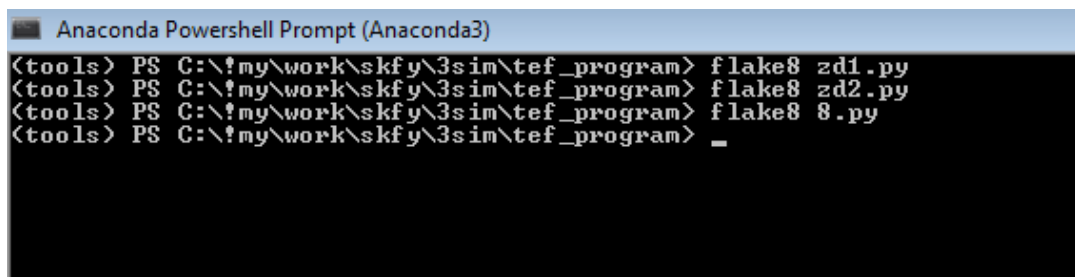 Anaconda Powershell Prompt (Anaconda3)
(tools) PS C:\!my\work\skfy\3sim\tef_program> flake8 zd1.py
(tools) PS C:\!my\work\skfy\3sim\tef_program> flake8 zd2.py
(tools) PS C:\!my\work\skfy\3sim\tef_program> flake8 8.py
(tools) PS C:\!my\work\skfy\3sim\tef_program> _